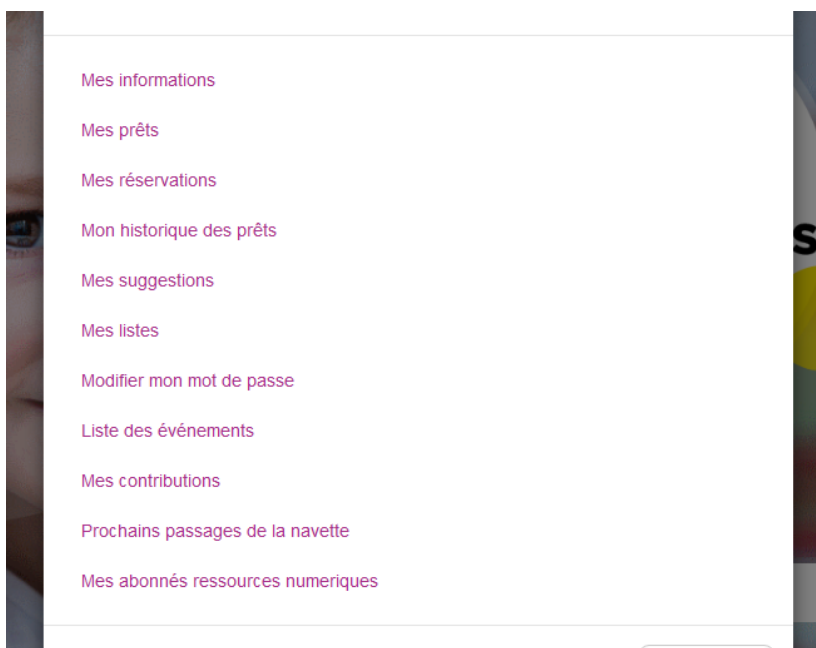 Mes informations
Mes prêts
Mes réservations
Mon historique des prêts
Mes suggestions
Mes listes
Modifier mon mot de passe
Liste des événements
Mes contributions
Prochains passages de la navette
Mes abonnés ressources numeriques